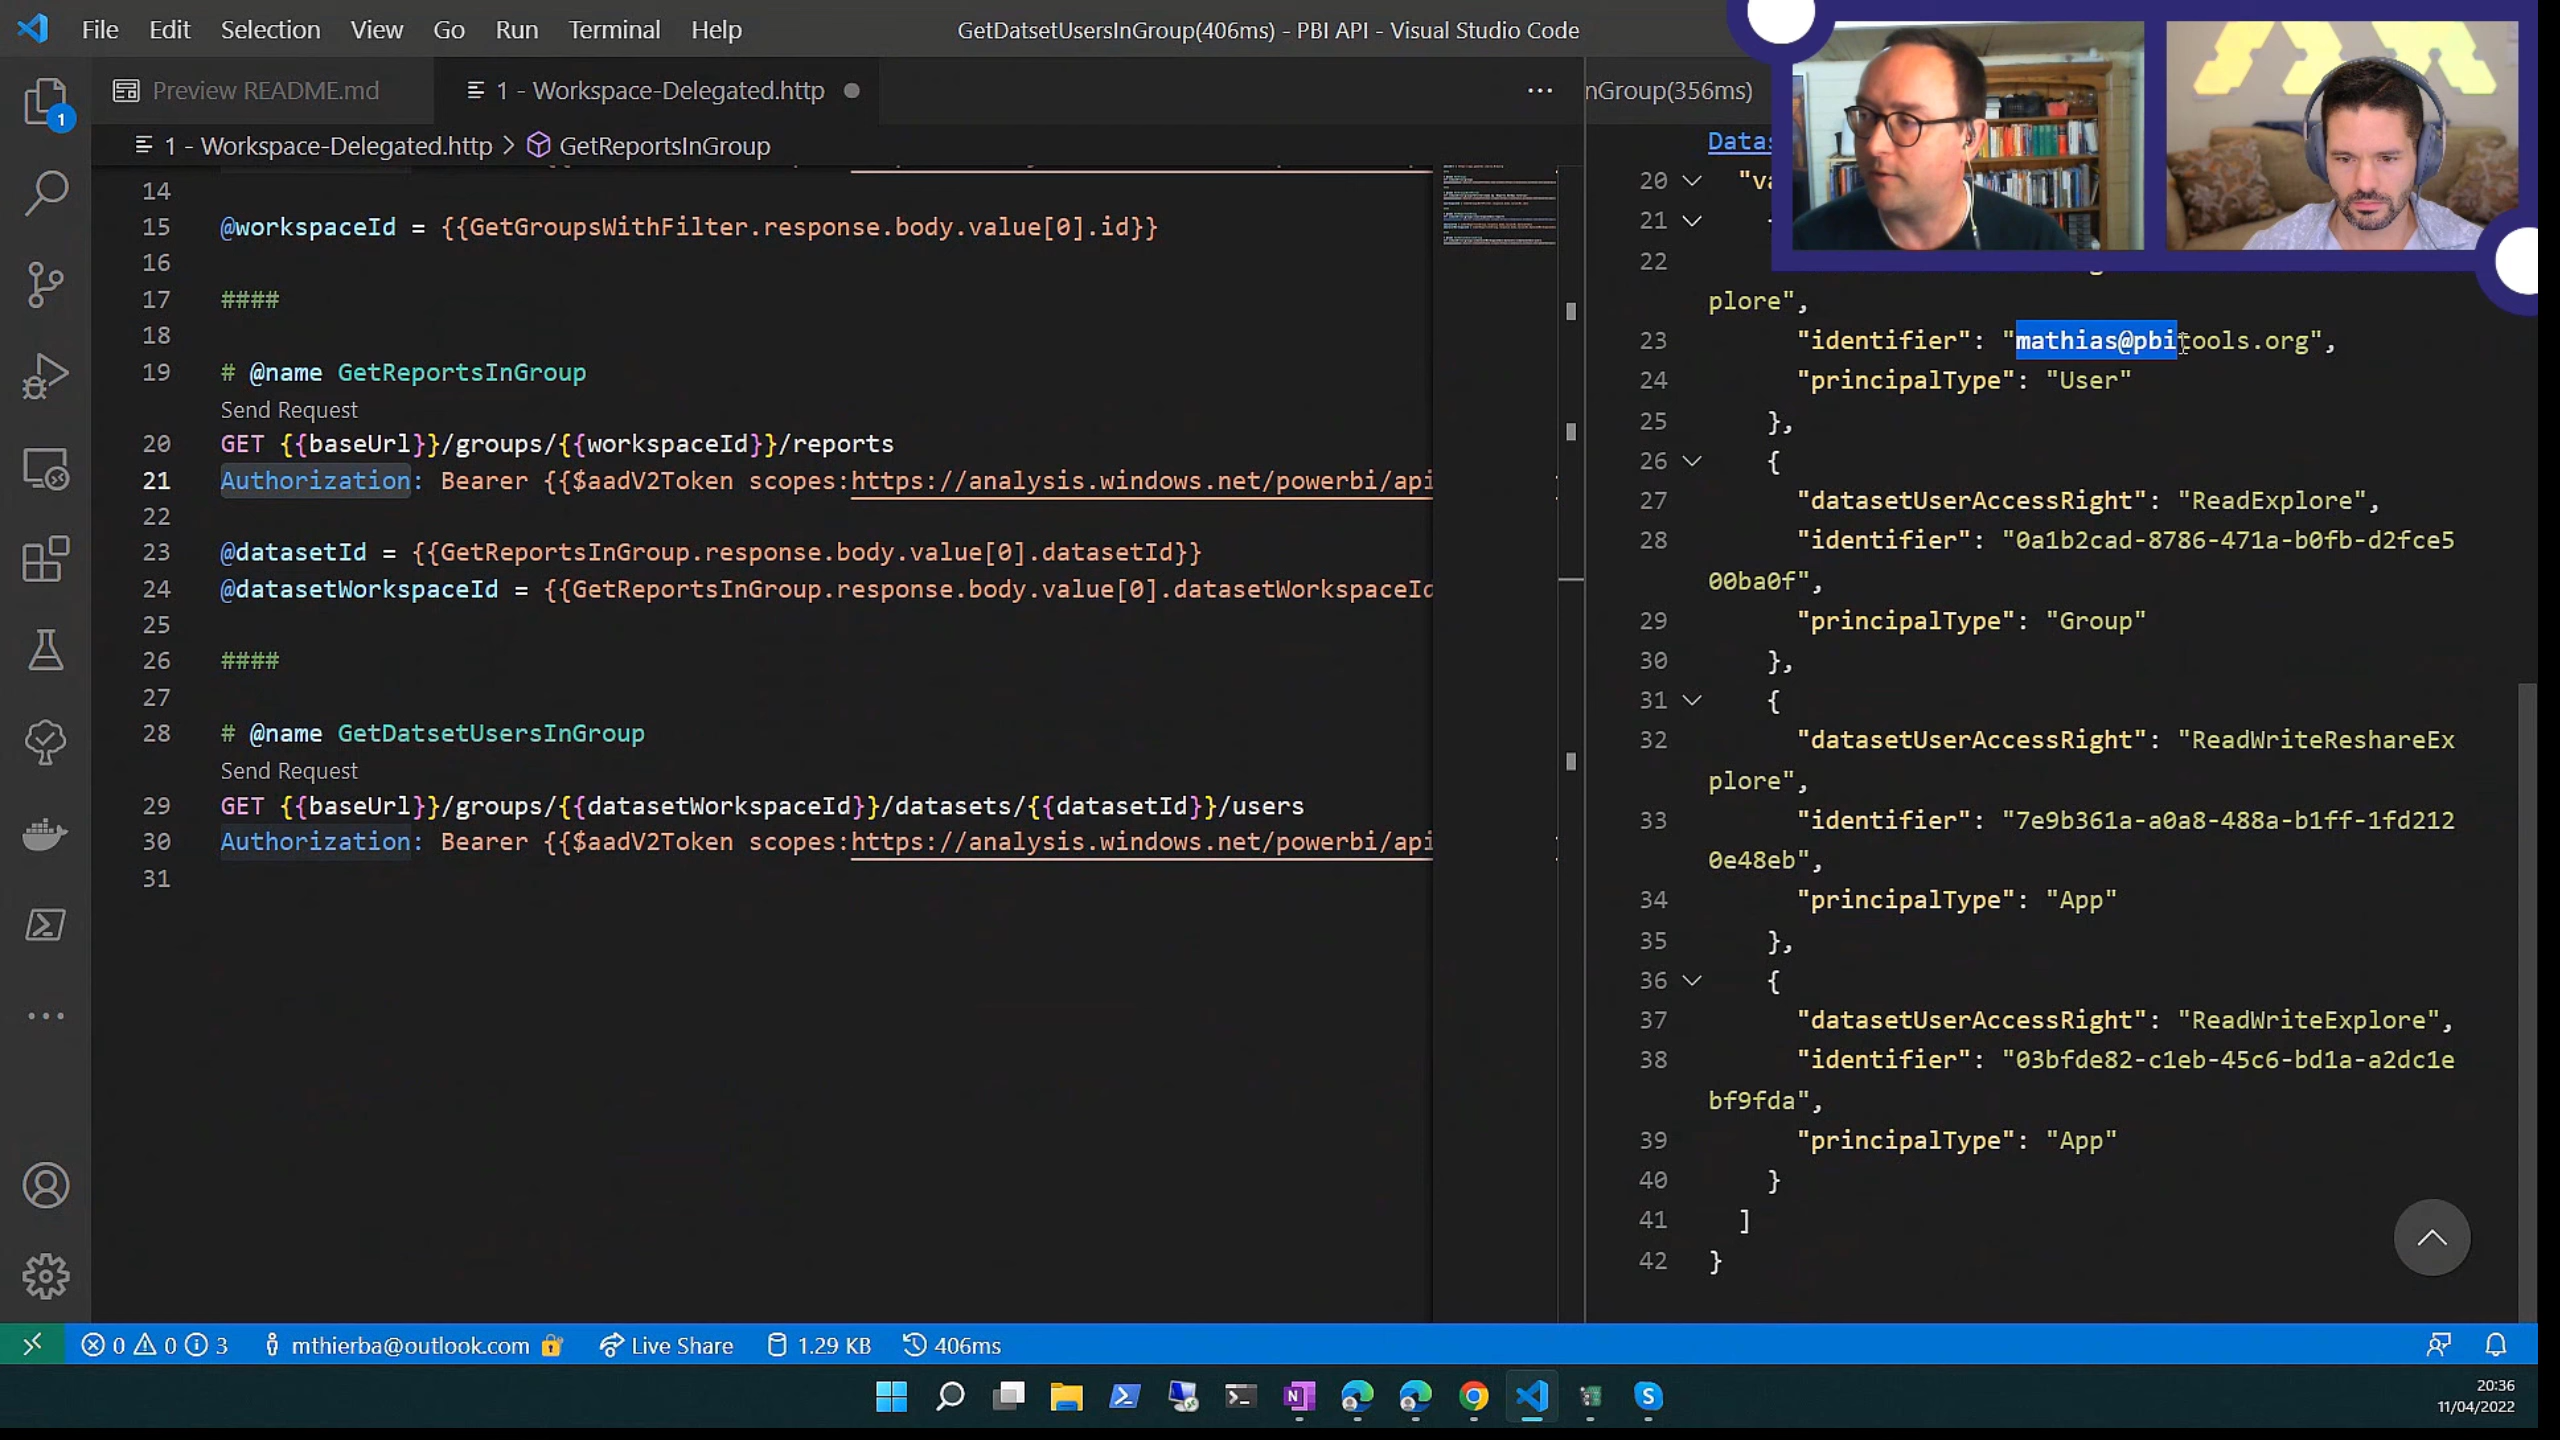 File Edit Selection View Go Run Terminal Help
GetDatsetUsersInGroup(406ms) - PBI API - Visual Studio Code
Preview README.md
1 - Workspace-Delegated.http
1 - Workspace-Delegated.http > GetReportsInGroup
14
15 @workspaceId = {{GetGroupsWithFilter.response.body.value[0].id}}
16
17 ####
18
19 # @name GetReportsInGroup
Send Request
20 GET {{baseUrl}}/groups/{{workspaceId}}/reports
21 Authorization: Bearer {{$aadV2Token scopes:https://analysis.windows.net/powerbi/api
22
23 @datasetId = {{GetReportsInGroup.response.body.value[0].datasetId}}
24 @datasetWorkspaceId = {{GetReportsInGroup.response.body.value[0].datasetWorkspaceId
25
26 ####
27
28 # @name GetDatsetUsersInGroup
Send Request
29 GET {{baseUrl}}/groups/{{datasetWorkspaceId}}/datasets/{{datasetId}}/users
30 Authorization: Bearer {{$aadV2Token scopes:https://analysis.windows.net/powerbi/api
31
nGroup(356ms)
Datas
20 "va
21
22
plore",
23 "identifier": "mathias@pbitools.org",
24 "principalType": "User"
25 },
26 {
27 "datasetUserAccessRight": "ReadExplore",
28 "identifier": "0a1b2cad-8786-471a-b0fb-d2fce5
00ba0f",
29 "principalType": "Group"
30 },
31 {
32 "datasetUserAccessRight": "ReadWriteReshareEx
plore",
33 "identifier": "7e9b361a-a0a8-488a-b1ff-1fd212
0e48eb",
34 "principalType": "App"
35 },
36 {
37 "datasetUserAccessRight": "ReadWriteExplore",
38 "identifier": "03bfde82-c1eb-45c6-bd1a-a2dc1e
bf9fda",
39 "principalType": "App"
40 }
41 ]
42 }
1
0 0 3 mthierba@outlook.com Live Share 1.29 KB 406ms
20:36
11/04/2022